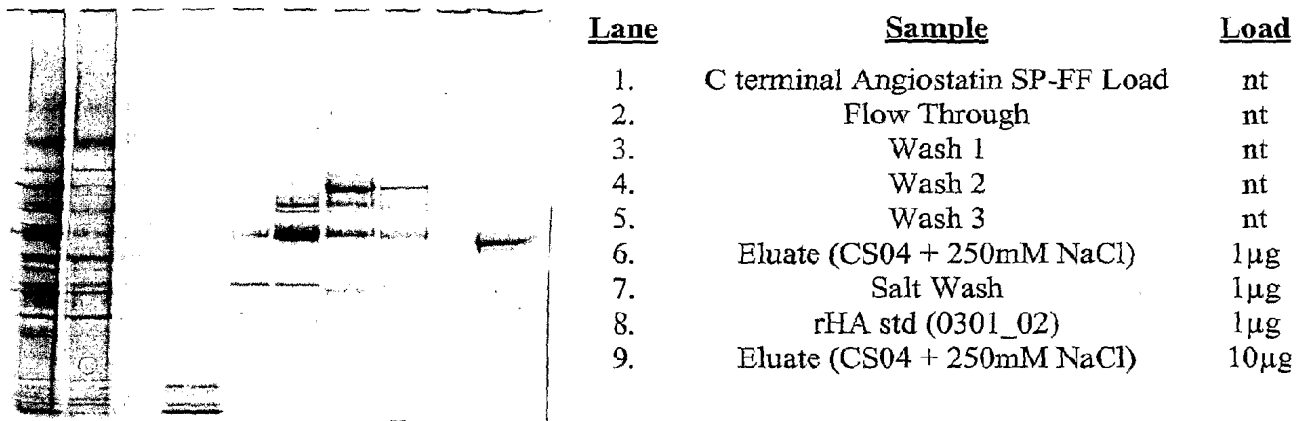 Lane Sample Load
1. C terminal Angiostatin SP-FF Load nt
2. Flow Through nt
3. Wash 1 nt
4. Wash 2 nt
5. Wash 3 nt
6. Eluate (CS04 + 250mM NaCl) 1μg
7. Salt Wash 1μg
8. rHA std (0301_02) 1μg
9. Eluate (CS04 + 250mM NaCl) 10μg